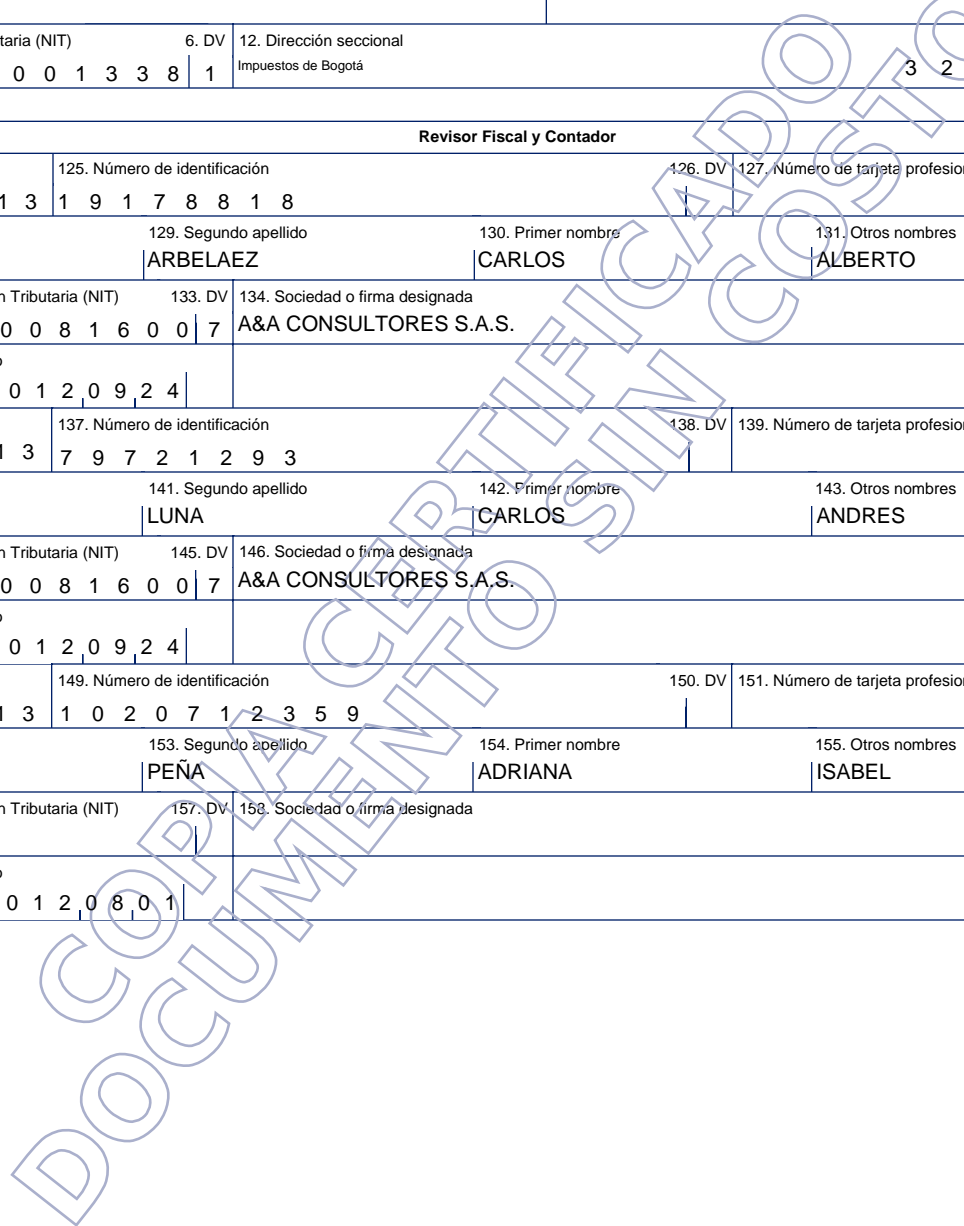 taria (NIT) 6. DV 12. Dirección seccional
0 0 1 3 3 8 1 Impuestos de Bogotá 3 2
Revisor Fiscal y Contador
125. Número de identificación 126. DV 127. Número de tarjeta profesion
1 3 1 9 1 7 8 8 1 8
129. Segundo apellido 130. Primer nombre 131. Otros nombres
ARBELAEZ CARLOS ALBERTO
n Tributaria (NIT) 133. DV 134. Sociedad o firma designada
0 0 8 1 6 0 0 7 A&A CONSULTORES S.A.S.
o
0 1 2 0 9 2 4
137. Número de identificación 138. DV 139. Número de tarjeta profesion
1 3 7 9 7 2 1 2 9 3
141. Segundo apellido 142. Primer nombre 143. Otros nombres
LUNA CARLOS ANDRES
n Tributaria (NIT) 145. DV 146. Sociedad o firma designada
0 0 8 1 6 0 0 7 A&A CONSULTORES S.A.S.
o
0 1 2 0 9 2 4
149. Número de identificación 150. DV 151. Número de tarjeta profesion
1 3 1 0 2 0 7 1 2 3 5 9
153. Segundo apellido 154. Primer nombre 155. Otros nombres
PEÑA ADRIANA ISABEL
n Tributaria (NIT) 157. DV 158. Sociedad o firma designada
o
0 1 2 0 8 0 1
COPIA CERTIFICADO
DOCUMENTO SIN COSTO